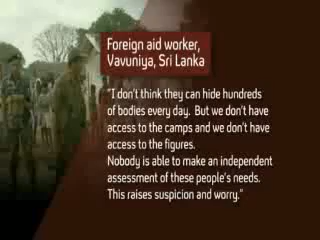 Foreign aid worker,
Vavuniya, Sri Lanka
"I don't think they can hide hundreds
of bodies every day. But we don't have
access to the camps and we don't have
access to the figures.
Nobody is able to make an independent
assessment of these people's needs.
This raises suspicion and worry."